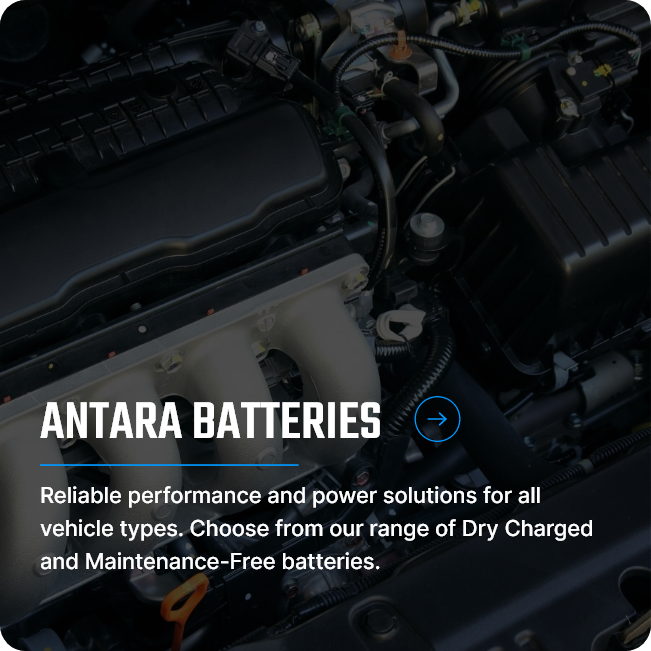 ANTARA BATTERIES
Reliable performance and power solutions for all
vehicle types. Choose from our range of Dry Charged
and Maintenance-Free batteries.